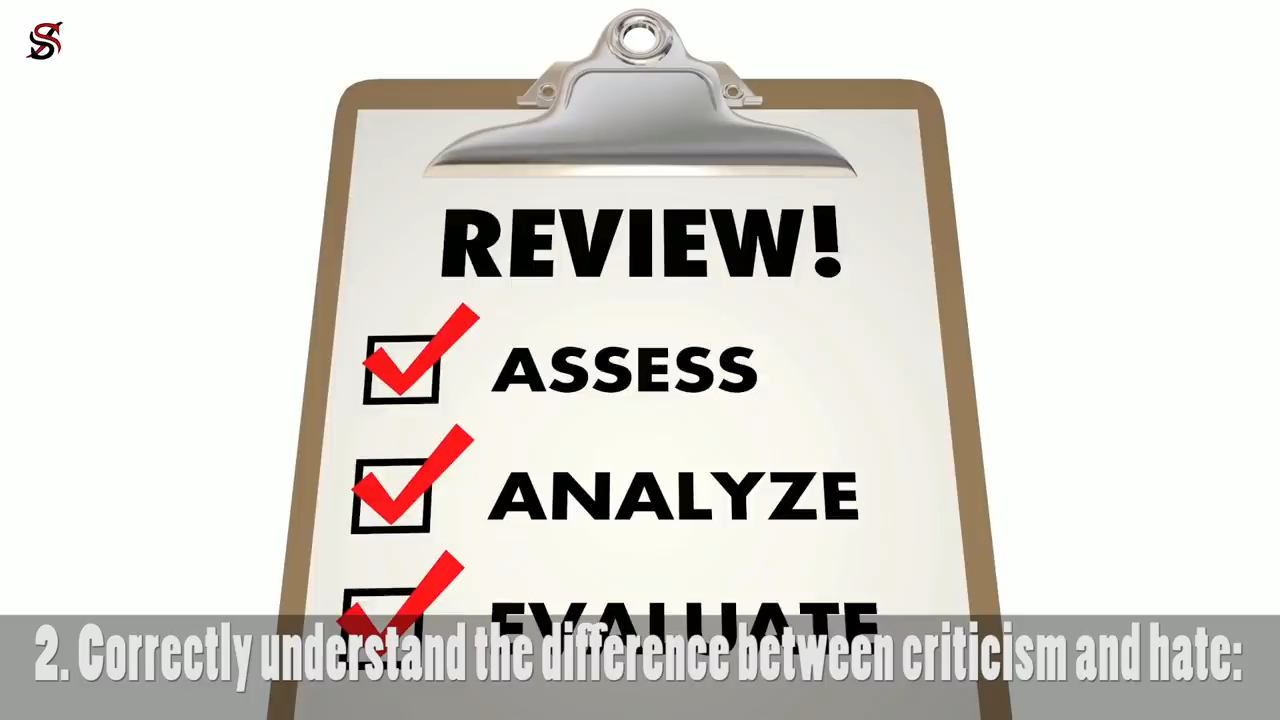 REVIEW!
ASSESS
ANALYZE
EVALUATE
2. Correctly understand the difference between criticism and hate: